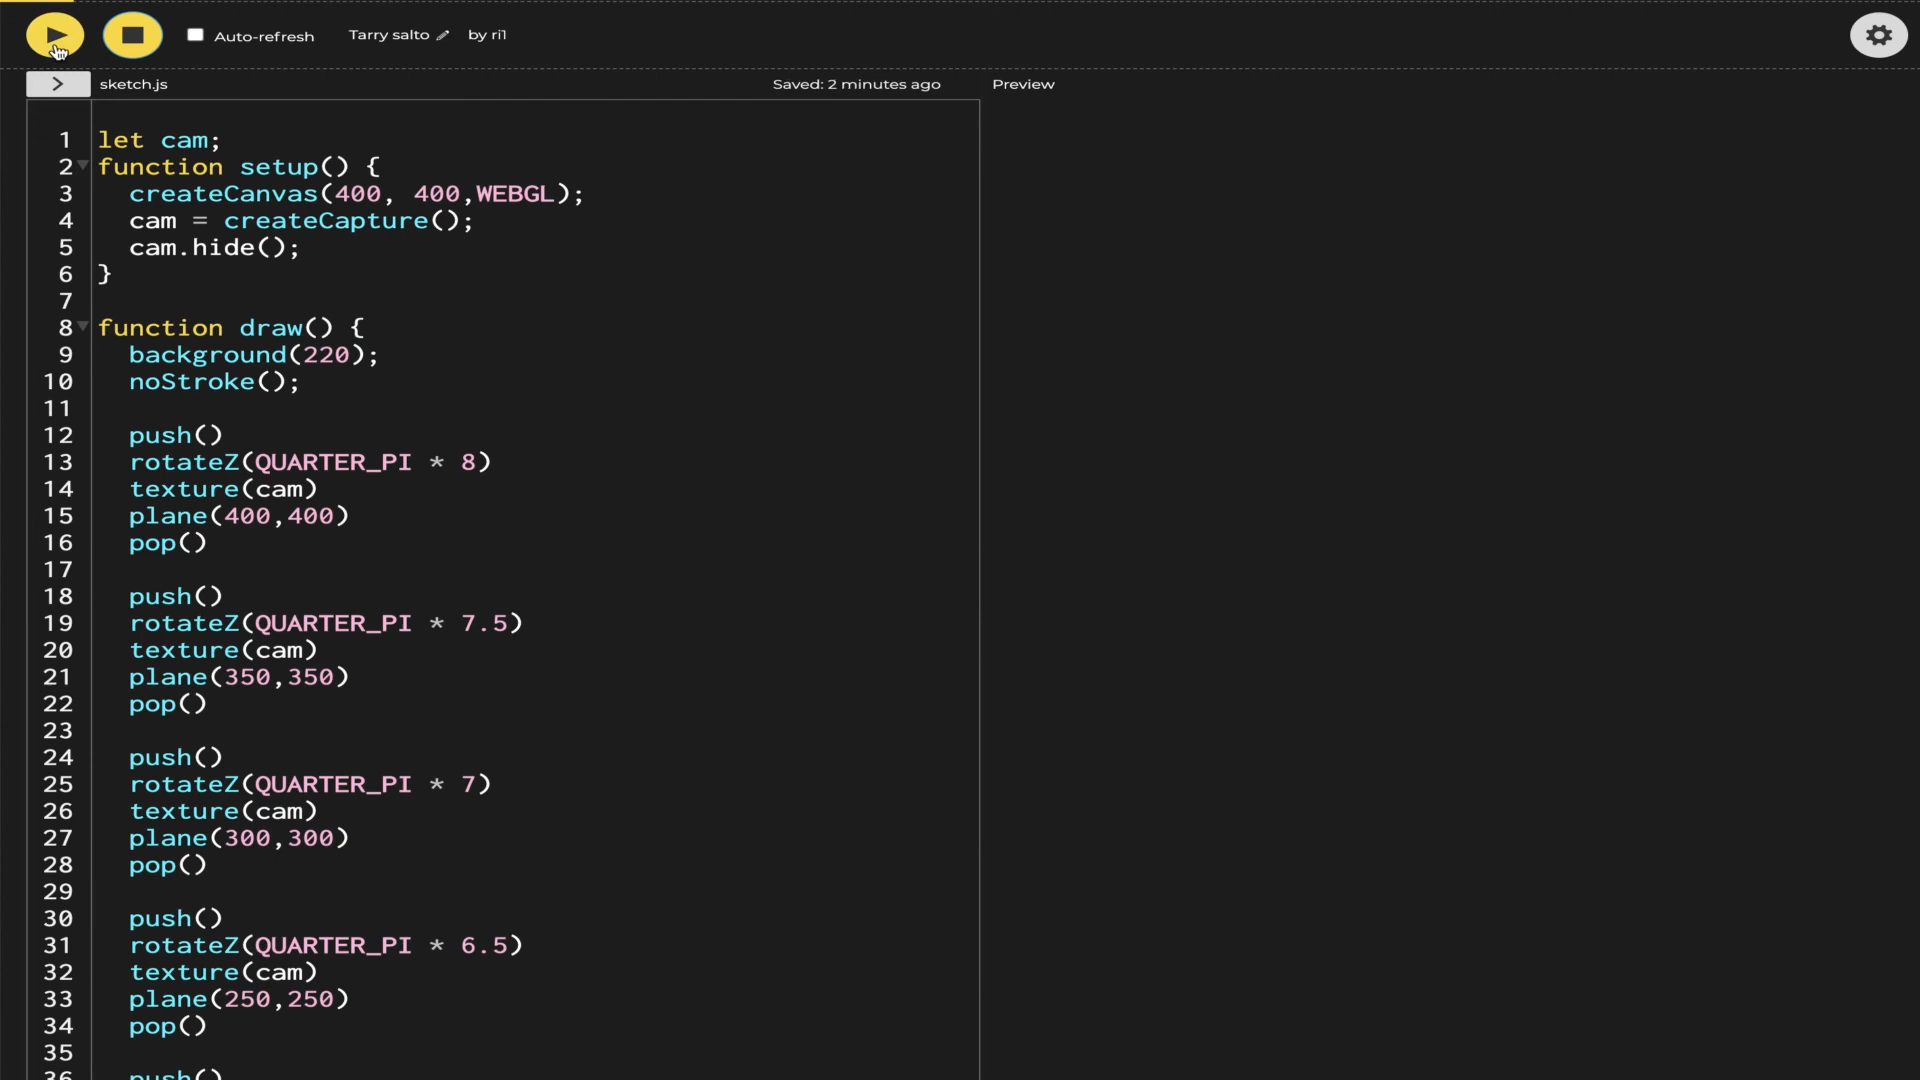 Auto-refresh
Tarry salto
by ri1
sketch.js
Saved: 2 minutes ago
Preview
1 let cam;
2 function setup() {
3 createCanvas(400, 400,WEBGL);
4 cam = createCapture();
5 cam.hide();
6 }
7
8 function draw() {
9 background(220);
10 noStroke();
11
12 push()
13 rotateZ(QUARTER_PI * 8)
14 texture(cam)
15 plane(400,400)
16 pop()
17
18 push()
19 rotateZ(QUARTER_PI * 7.5)
20 texture(cam)
21 plane(350,350)
22 pop()
23
24 push()
25 rotateZ(QUARTER_PI * 7)
26 texture(cam)
27 plane(300,300)
28 pop()
29
30 push()
31 rotateZ(QUARTER_PI * 6.5)
32 texture(cam)
33 plane(250,250)
34 pop()
35
36 push()